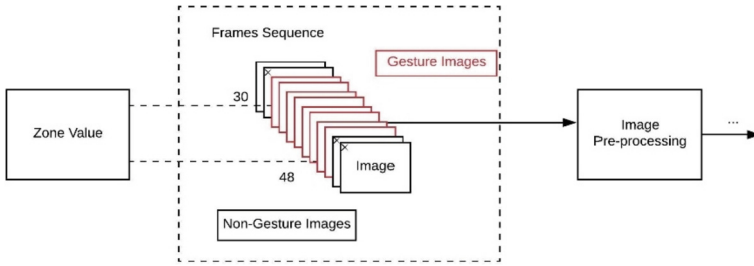 Frames Sequence
Gesture Images
30
Zone Value
Image
Pre-processing
...
Image
48
Non-Gesture Images